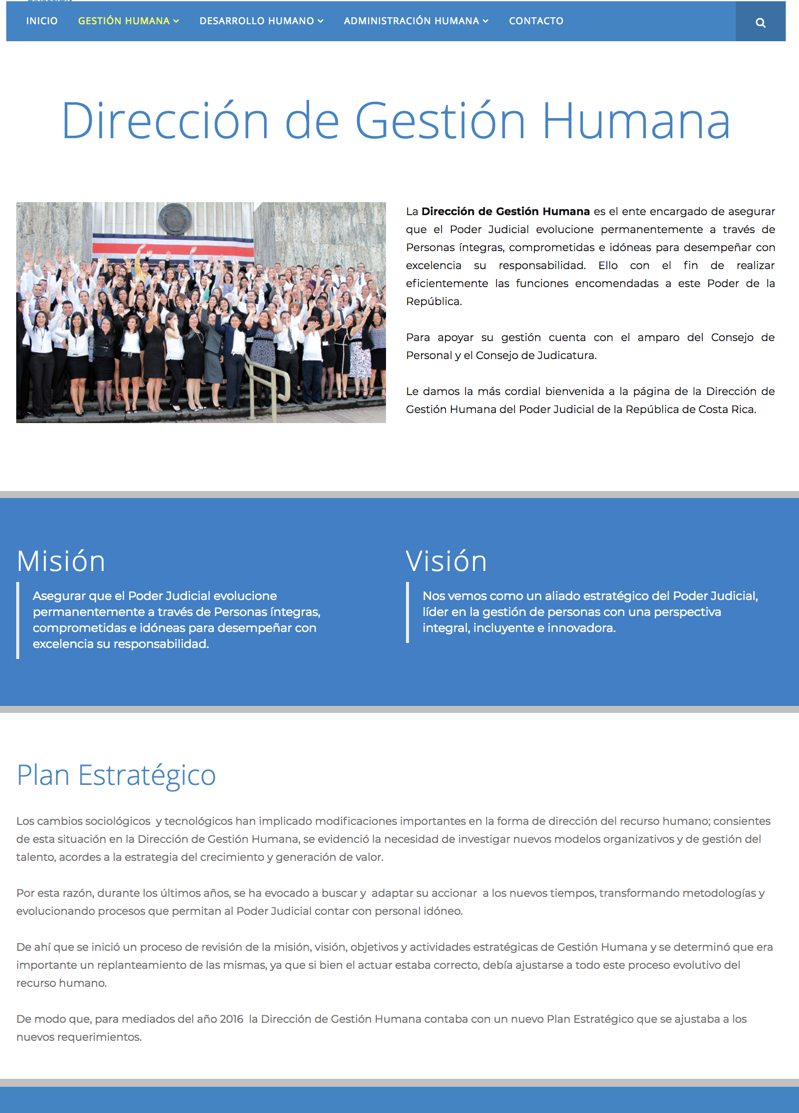 INICIO GESTIÓN HUMANA DESARROLLO HUMANO ADMINISTRACIÓN HUMANA CONTACTO
Dirección de Gestión Humana
La Dirección de Gestión Humana es el ente encargado de asegurar
que el Poder Judicial evolucione permanentemente a través de
Personas íntegras, comprometidas e idóneas para desempeñar con
excelencia su responsabilidad. Ello con el fin de realizar
eficientemente las funciones encomendadas a este Poder de la
República.
Para apoyar su gestión cuenta con el amparo del Consejo de
Personal y el Consejo de Judicatura.
Le damos la más cordial bienvenida a la página de la Dirección de
Gestión Humana del Poder Judicial de la República de Costa Rica.
Misión
Asegurar que el Poder Judicial evolucione
permanentemente a través de Personas íntegras,
comprometidas e idóneas para desempeñar con
excelencia su responsabilidad.
Visión
Nos vemos como un aliado estratégico del Poder Judicial,
líder en la gestión de personas con una perspectiva
integral, incluyente e innovadora.
Plan Estratégico
Los cambios sociológicos  y tecnológicos han implicado modificaciones importantes en la forma de dirección del recurso humano; consientes
de esta situación en la Dirección de Gestión Humana, se evidenció la necesidad de investigar nuevos modelos organizativos y de gestión del
talento, acordes a la estrategia del crecimiento y generación de valor.
Por esta razón, durante los últimos años, se ha evocado a buscar y  adaptar su accionar  a los nuevos tiempos, transformando metodologías y
evolucionando procesos que permitan al Poder Judicial contar con personal idóneo.
De ahí que se inició un proceso de revisión de la misión, visión, objetivos y actividades estratégicas de Gestión Humana y se determinó que era
importante un replanteamiento de las mismas, ya que si bien el actuar estaba correcto, debía ajustarse a todo este proceso evolutivo del
recurso humano.
De modo que, para mediados del año 2016  la Dirección de Gestión Humana contaba con un nuevo Plan Estratégico que se ajustaba a los
nuevos requerimientos.